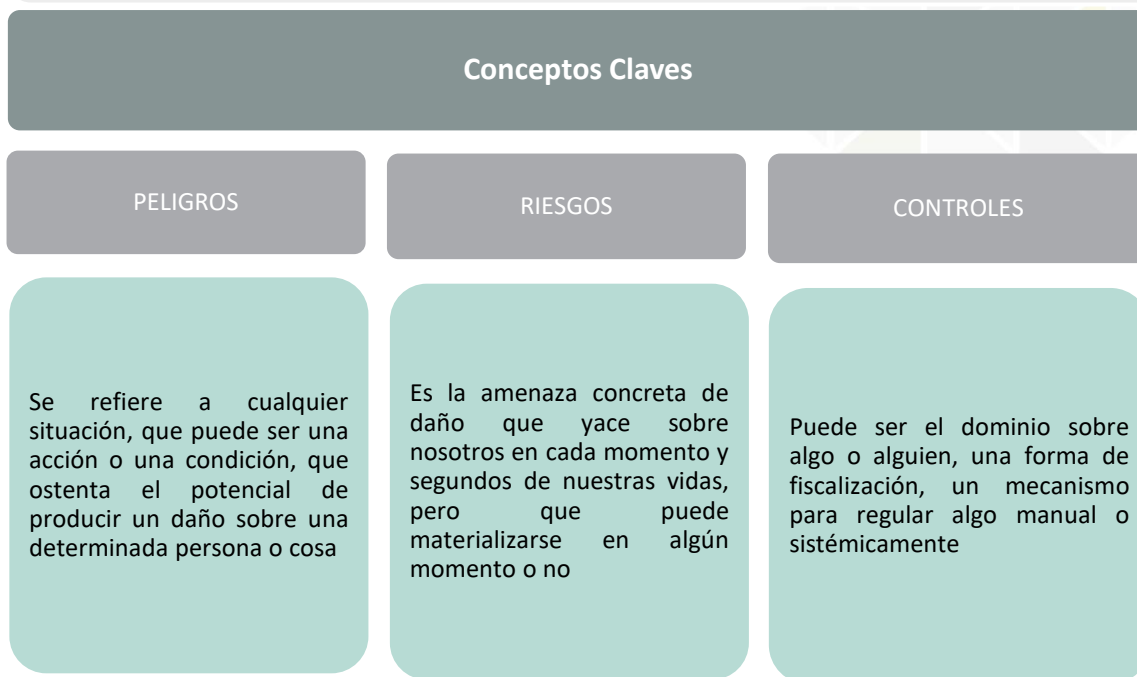 Conceptos Claves
PELIGROS
RIESGOS
CONTROLES
Se refiere a cualquier
situación, que puede ser una
acción o una condición, que
ostenta el potencial de
producir un daño sobre una
determinada persona o cosa
Es la amenaza concreta de
daño que yace sobre
nosotros en cada momento y
segundos de nuestras vidas,
pero que puede
materializarse en algún
momento o no
Puede ser el dominio sobre
algo o alguien, una forma de
fiscalización, un mecanismo
para regular algo manual o
sistémicamente